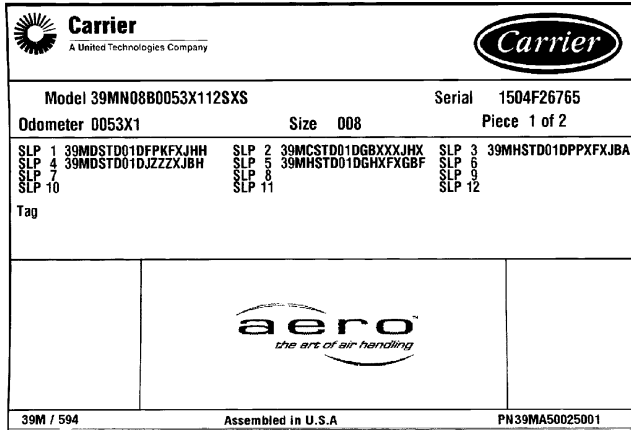 Carrier
A United Technologies Company
Carrier
Model 39MN08B0053X112SXS Serial 1504F26765
Odometer 0053X1 Size 008 Piece 1 of 2
SLP 1 39MDSTD01DFPKFXJHH SLP 2 39MCSTD01DGBXXXJHX SLP 3 39MHSTD01DPPXFXJBA
SLP 4 39MDSTD01DJZZZXJBH SLP 5 39MHSTD01DGHXFXGBF SLP 6
SLP 7 SLP 8 SLP 9
SLP 10 SLP 11 SLP 12
Tag
aero™
the art of air handling
39M / 594 Assembled in U.S.A PN39MA50025001